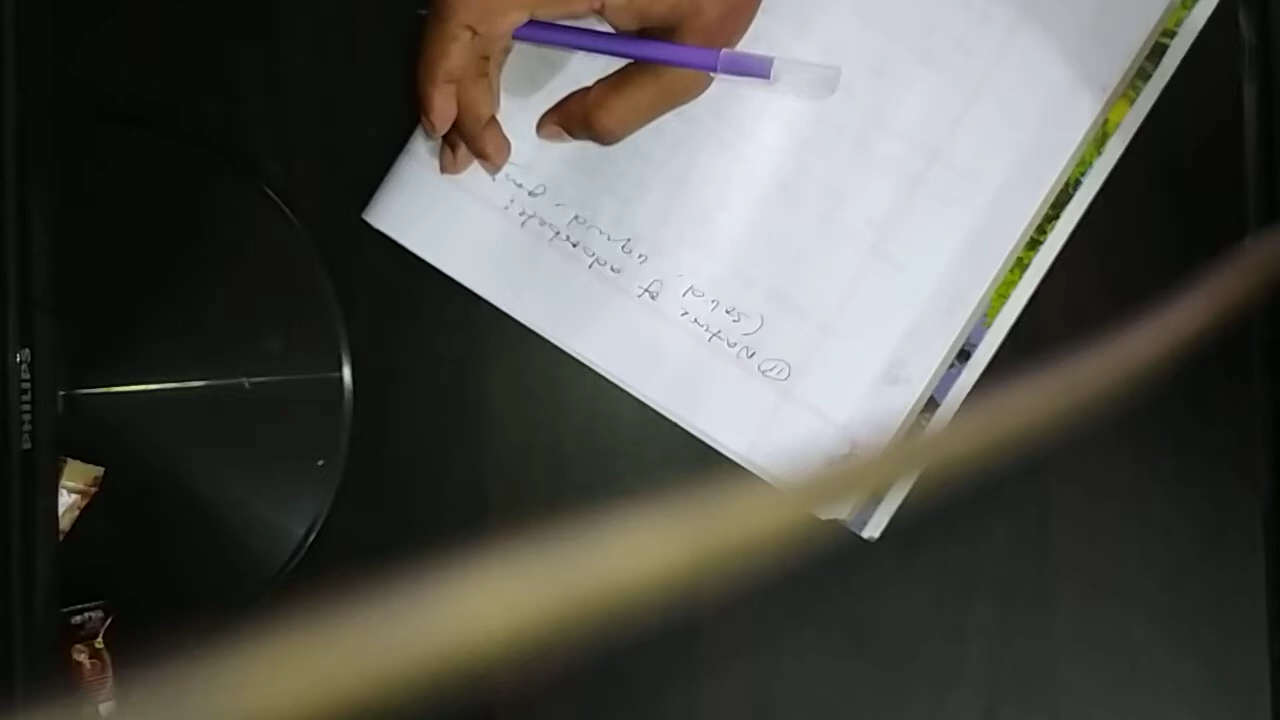 ⑪ Nature of adsorbate:
(solid, liquid, gas
PHILIPS